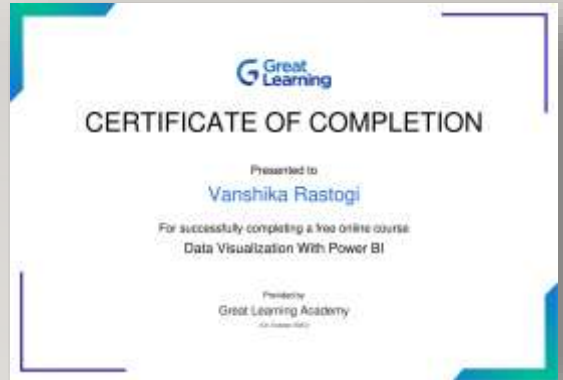 Great
Learning
CERTIFICATE OF COMPLETION
Presented to
Vanshika Rastogi
For successfully completing a free online course
Data Visualization With Power BI
Provided by
Great Learning Academy